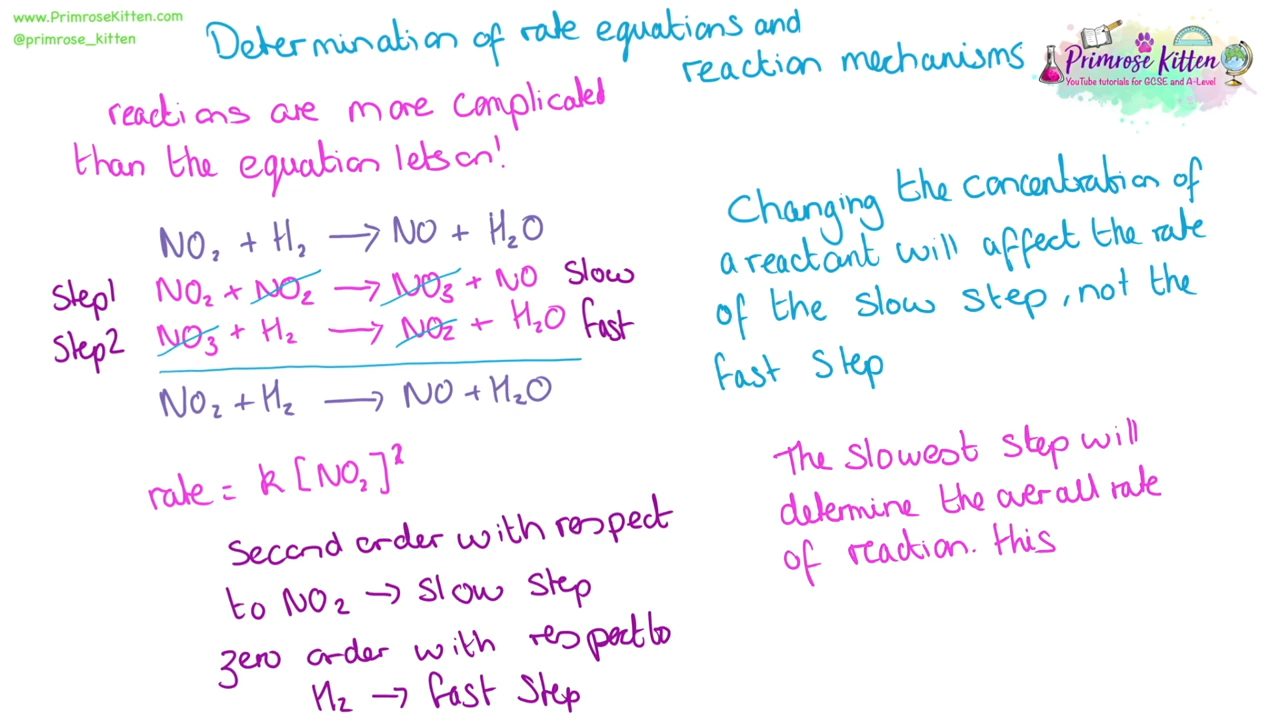 www.PrimroseKitten.com
@primrose_kitten
Determination of rate equations and
reaction mechanisms
Primrose Kitten
YouTube tutorials for GCSE and A-Level
reactions are more complicated
than the equation lets on!
NO₂ + H₂ → NO + H₂O
Step1 NO₂ + NO₂ → NO₃ + NO Slow
Step2 NO₃ + H₂ → NO₂ + H₂O fast
NO₂ + H₂ → NO + H₂O
rate = k [NO₂]²
Second order with respect
to NO₂ → slow step
zero order with respect to
H₂ → fast step
Changing the concentration of
a reactant will affect the rate
of the slow step, not the
fast step
The slowest step will
determine the overall rate
of reaction. this